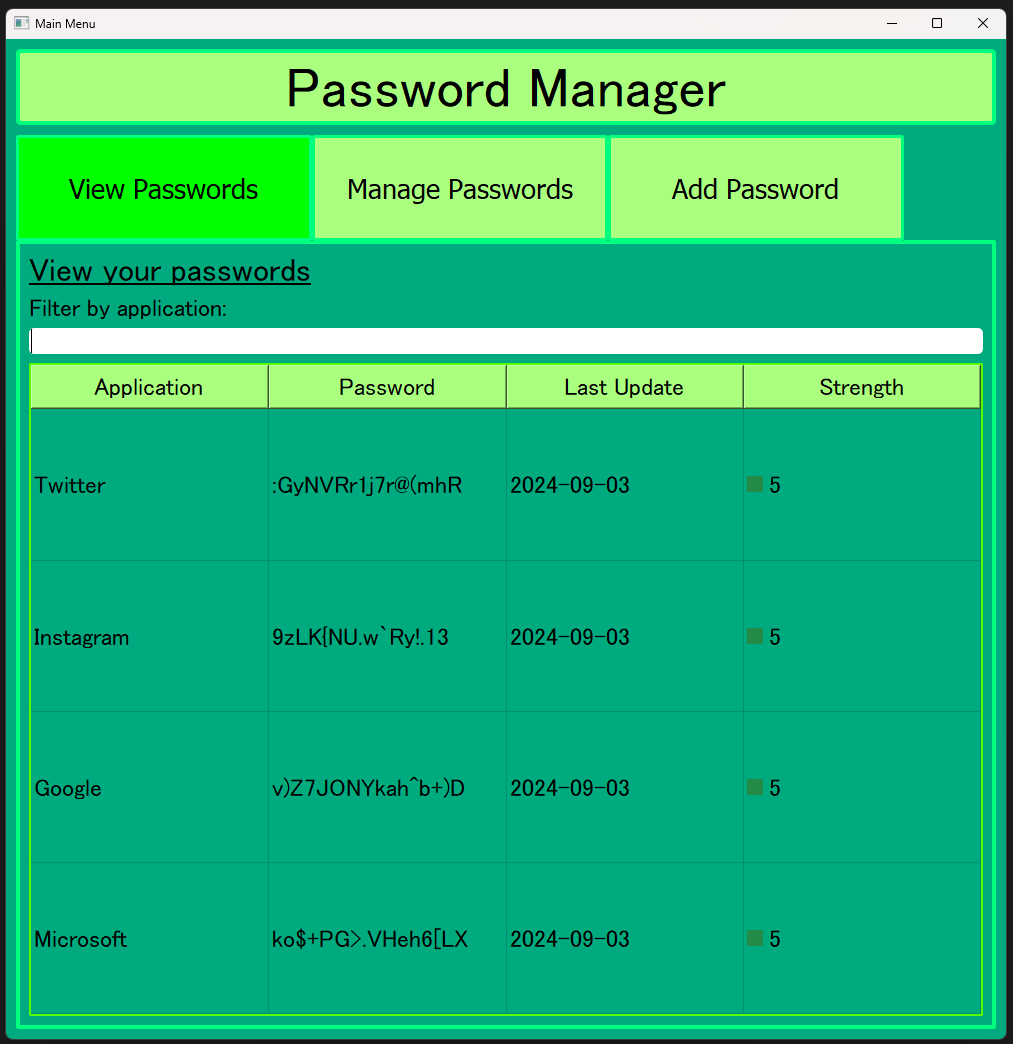 Main Menu
Password Manager
View Passwords Manage Passwords Add Password
View your passwords
Filter by application:
Application Password Last Update Strength
Twitter :GyNVRr1j7r@(mhR 2024-09-03 5
Instagram 9zLK{NU.w`Ry!.13 2024-09-03 5
Google v)Z7JONYkah^b+)D 2024-09-03 5
Microsoft ko$+PG>.VHeh6[LX 2024-09-03 5